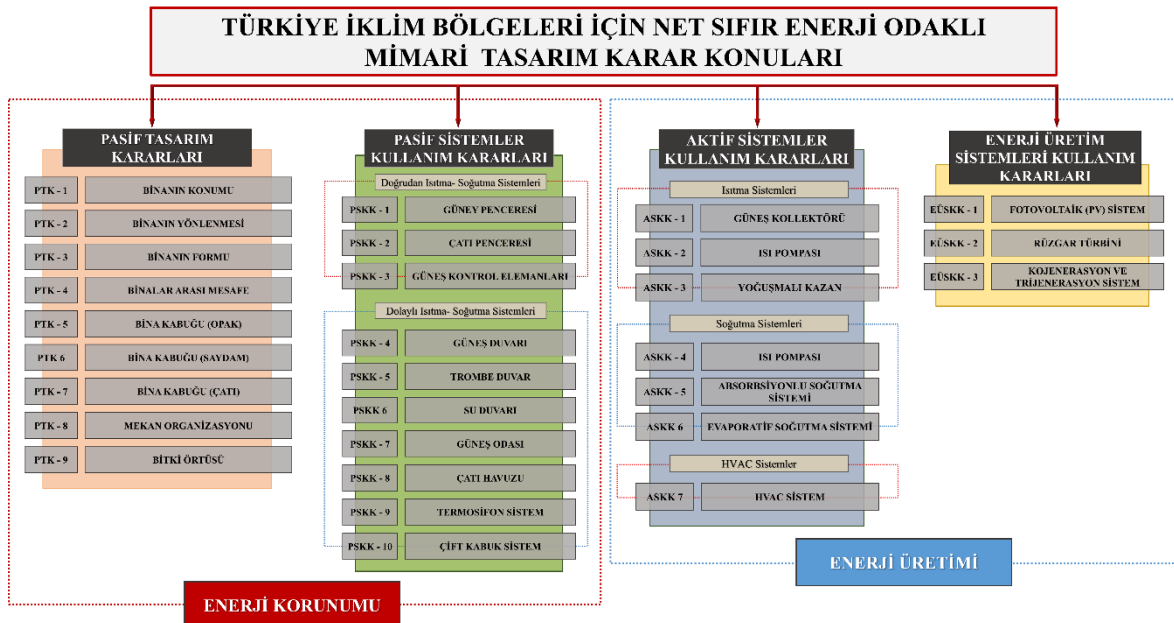 TÜRKİYE İKLİM BÖLGELERİ İÇİN NET SIFIR ENERJİ ODAKLI
MİMARİ TASARIM KARAR KONULARI
PASİF TASARIM
KARARLARI
PTK - 1 BİNANIN KONUMU
PTK - 2 BİNANIN YÖNLENMESİ
PTK - 3 BİNANIN FORMU
PTK - 4 BİNALAR ARASI MESAFE
PTK - 5 BİNA KABUĞU (OPAK)
PTK 6 BİNA KABUĞU (SAYDAM)
PTK - 7 BİNA KABUĞU (ÇATI)
PTK - 8 MEKAN ORGANİZASYONU
PTK - 9 BİTKİ ÖRTÜSÜ
PASİF SİSTEMLER
KULLANIM KARARLARI
Doğrudan Isıtma- Soğutma Sistemleri
PSKK - 1 GÜNEY PENCERESİ
PSKK - 2 ÇATI PENCERESİ
PSKK - 3 GÜNEŞ KONTROL ELEMANLARI
Dolaylı Isıtma- Soğutma Sistemleri
PSKK - 4 GÜNEŞ DUVARI
PSKK - 5 TROMBE DUVAR
PSKK 6 SU DUVARI
PSKK - 7 GÜNEŞ ODASI
PSKK - 8 ÇATI HAVUZU
PSKK - 9 TERMOSİFON SİSTEM
PSKK - 10 ÇİFT KABUK SİSTEM
ENERJİ KORUNUMU
AKTİF SİSTEMLER
KULLANIM KARARLARI
Isıtma Sistemleri
ASKK - 1 GÜNEŞ KOLLEKTÖRÜ
ASKK - 2 ISI POMPASI
ASKK - 3 YOĞUŞMALI KAZAN
Soğutma Sistemleri
ASKK - 4 ISI POMPASI
ASKK - 5 ABSORBSİYONLU SOĞUTMA
SİSTEMİ
ASKK 6 EVAPORATİF SOĞUTMA SİSTEMİ
HVAC Sistemler
ASKK 7 HVAC SİSTEM
ENERJİ ÜRETİM
SİSTEMLERİ KULLANIM
KARARLARI
EÜSKK - 1 FOTOVOLTAİK (PV) SİSTEM
EÜSKK - 2 RÜZGAR TÜRBİNİ
EÜSKK - 3 KOJENERASYON VE
TRİJENERASYON SİSTEM
ENERJİ ÜRETİMİ